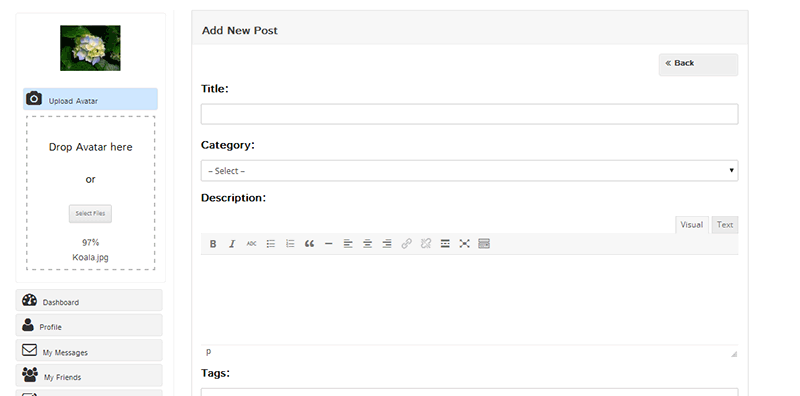 Upload Avatar
Drop Avatar here
or
Select Files
97%
Koala.jpg
Dashboard
Profile
My Messages
My Friends
Add New Post
« Back
Title:
Category:
– Select –
Description:
Visual Text
B I ABC
p
Tags: